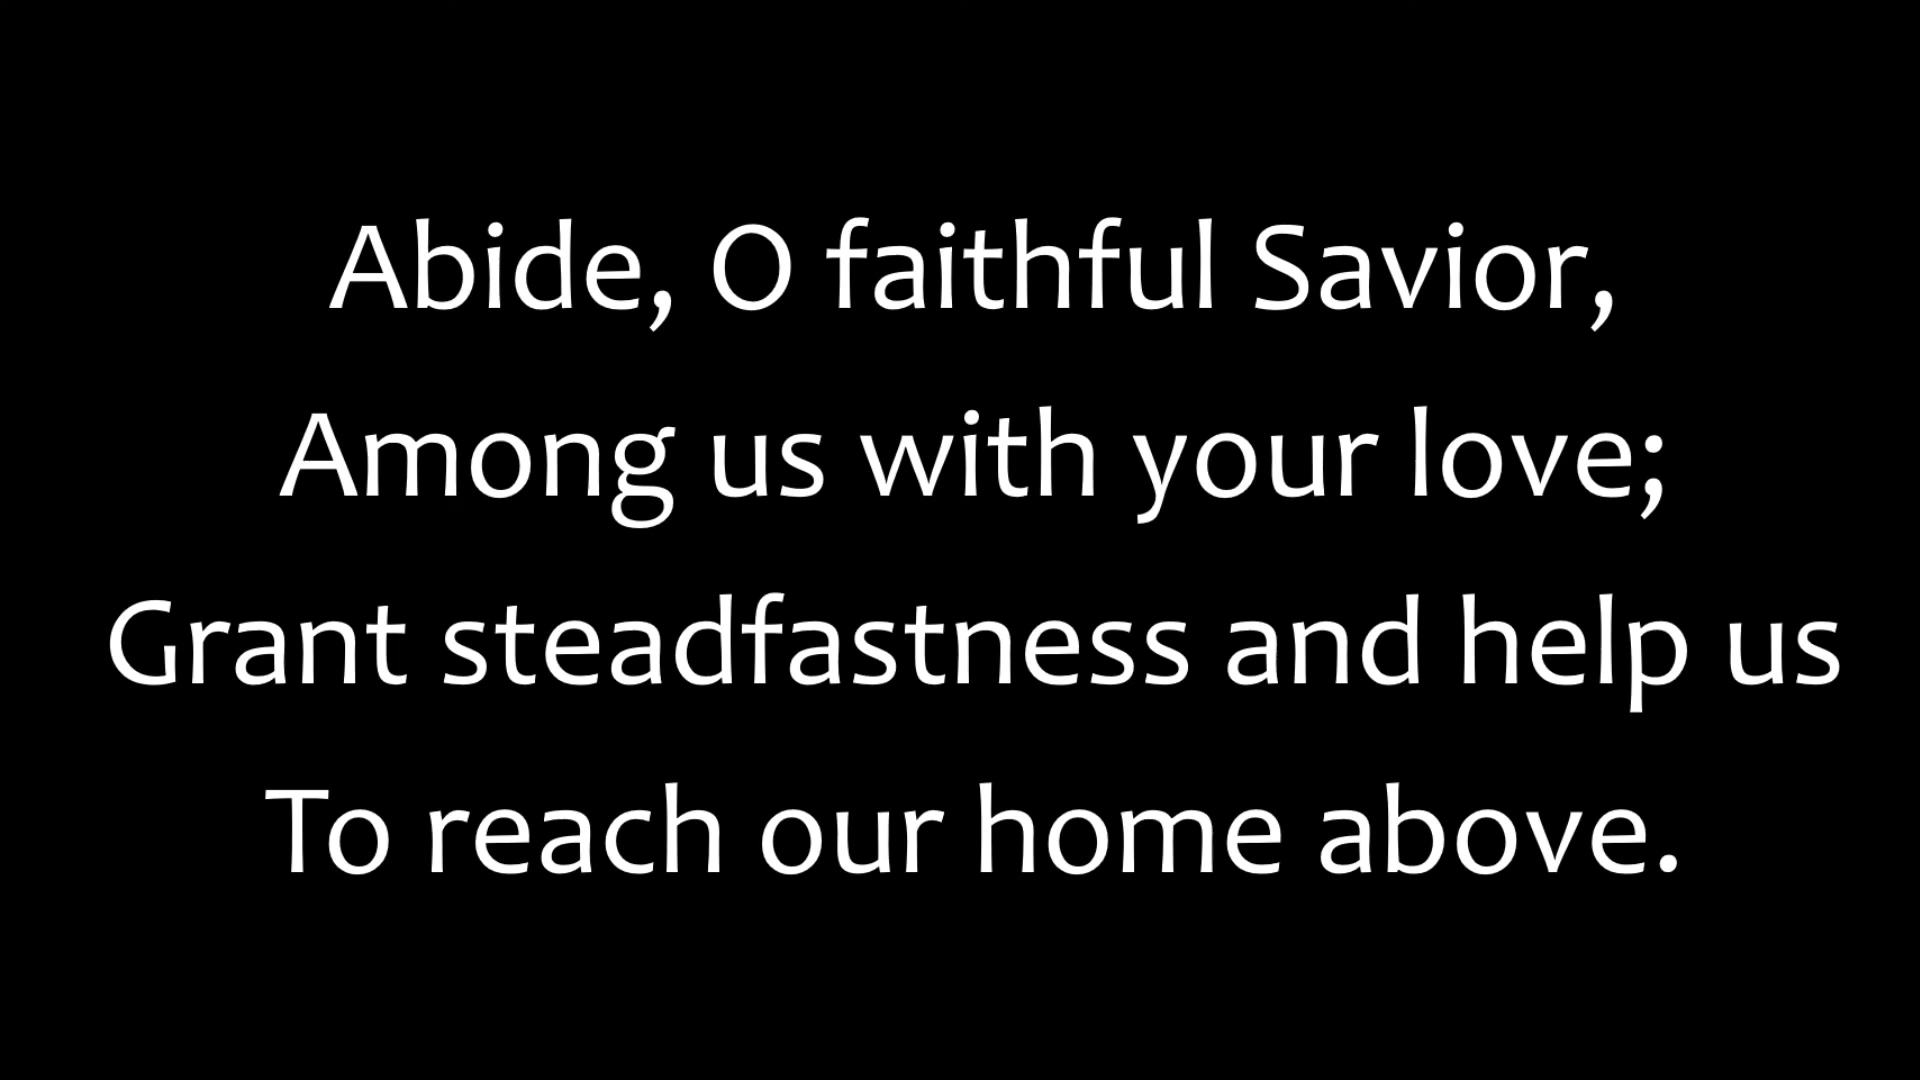 Abide, O faithful Savior,
Among us with your love;
Grant steadfastness and help us
To reach our home above.